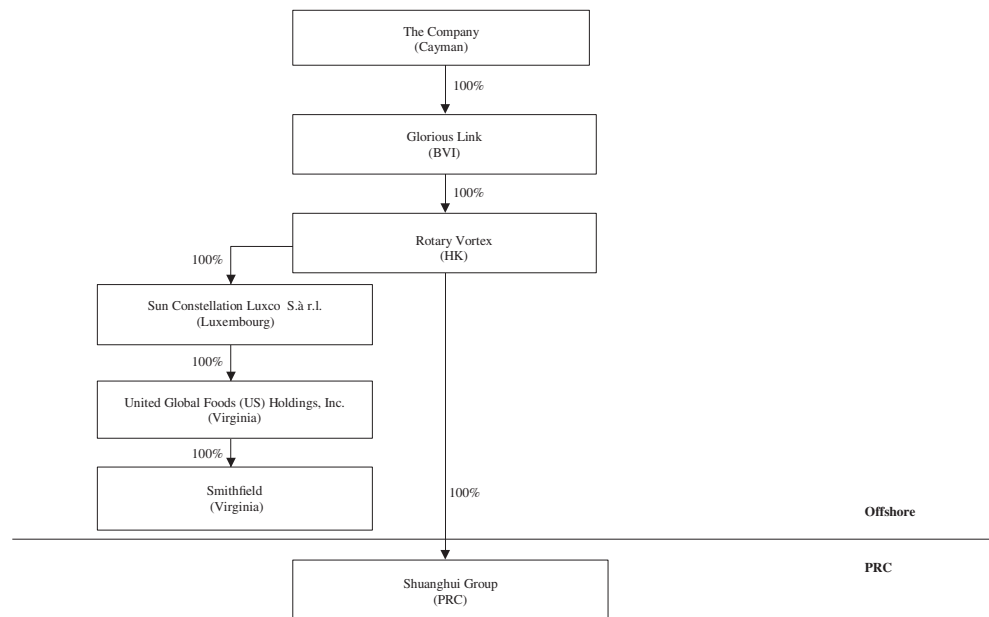 The Company
(Cayman)
100%
Glorious Link
(BVI)
100%
Rotary Vortex
(HK)
100%
Sun Constellation Luxco S.à r.l.
(Luxembourg)
100%
United Global Foods (US) Holdings, Inc.
(Virginia)
100%
Smithfield
(Virginia)
100%
Offshore
PRC
Shuanghui Group
(PRC)